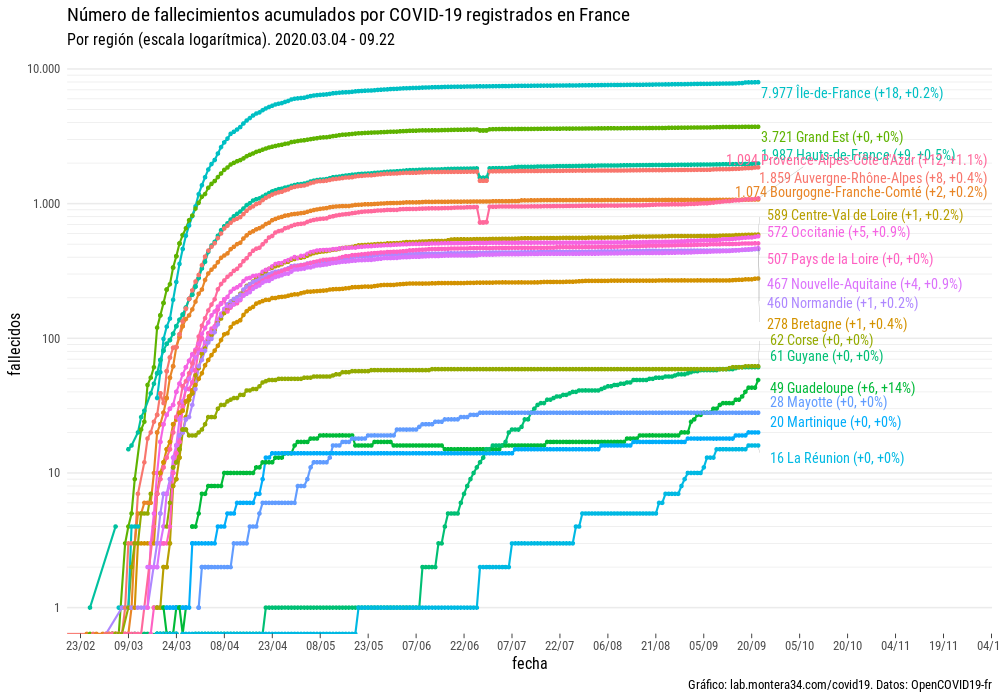 Número de fallecimientos acumulados por COVID-19 registrados en France
Por región (escala logarítmica). 2020.03.04 - 09.22
10.000
1.000
100
10
1
fallecidos
7.977 Île-de-France (+18, +0.2%)
3.721 Grand Est (+0, +0%)
1.987 Hauts-de-France (+9, +0.5%)
1.094 Provence-Alpes-Côte d'Azur (+12, +1.1%)
1.859 Auvergne-Rhône-Alpes (+8, +0.4%)
1.074 Bourgogne-Franche-Comté (+2, +0.2%)
589 Centre-Val de Loire (+1, +0.2%)
572 Occitanie (+5, +0.9%)
507 Pays de la Loire (+0, +0%)
467 Nouvelle-Aquitaine (+4, +0.9%)
460 Normandie (+1, +0.2%)
278 Bretagne (+1, +0.4%)
62 Corse (+0, +0%)
61 Guyane (+0, +0%)
49 Guadeloupe (+6, +14%)
28 Mayotte (+0, +0%)
20 Martinique (+0, +0%)
16 La Réunion (+0, +0%)
23/02 09/03 24/03 08/04 23/04 08/05 23/05 07/06 22/06 07/07 22/07 06/08 21/08 05/09 20/09 05/10 20/10 04/11 19/11 04/1
fecha
Gráfico: lab.montera34.com/covid19. Datos: OpenCOVID19-fr